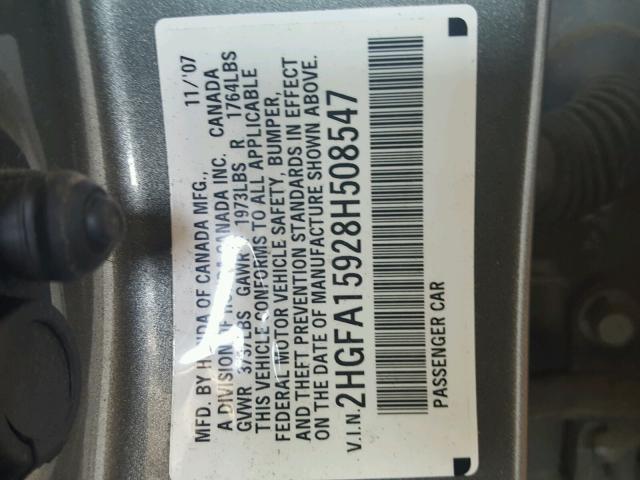 MFD. BY HONDA OF CANADA MFG., 11/'07
A DIVISION OF HONDA CANADA INC. CANADA
GWVR LBS GAWR F 1973LBS R 1764LBS
THIS VEHICLE CONFORMS TO ALL APPLICABLE
FEDERAL MOTOR VEHICLE SAFETY, BUMPER,
AND THEFT PREVENTION STANDARDS IN EFFECT
ON THE DATE OF MANUFACTURE SHOWN ABOVE.
V.I.N. 2HGFA15928H508547
PASSENGER CAR